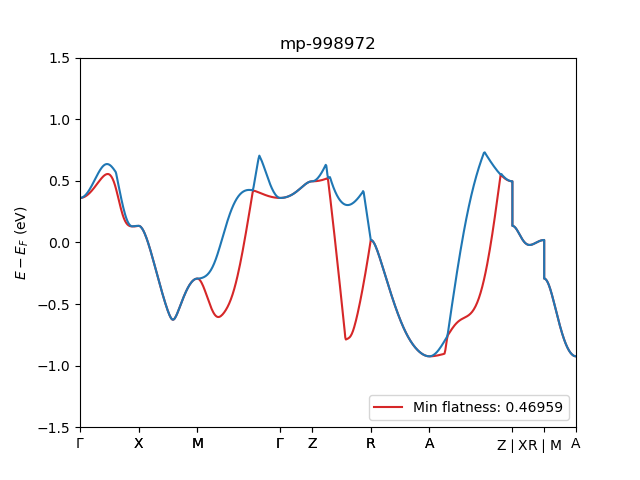 mp-998972
1.5
1.0
0.5
0.0
−0.5
−1.0
−1.5
E − E_F (eV)
Min flatness: 0.46959
Γ X M Γ Z R A Z | XR | M A